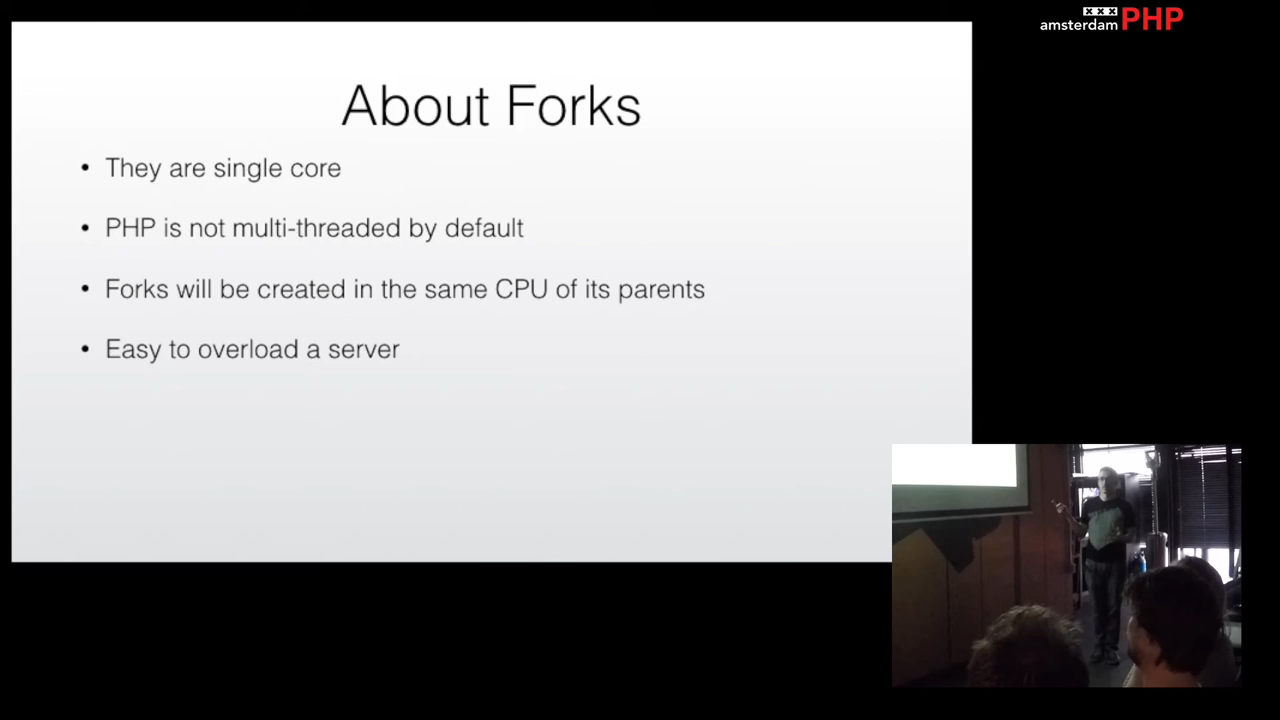 xxx
amsterdamPHP
About Forks
• They are single core
• PHP is not multi-threaded by default
• Forks will be created in the same CPU of its parents
• Easy to overload a server